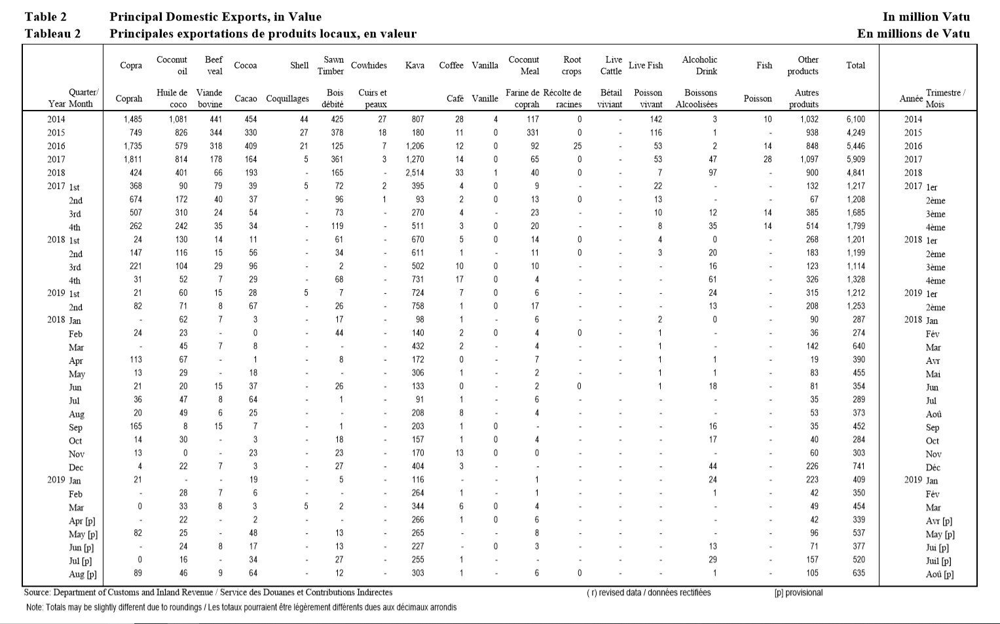 Table 2 Principal Domestic Exports, in Value In million Vatu
Tableau 2 Principales exportations de produits locaux, en valeur En millions de Vatu
Copra Coconut oil Beef veal Cocoa Shell Sawn Timber Cowhides Kava Coffee Vanilla Coconut Meal Root crops Live Cattle Live Fish Alcoholic Drink Fish Other products Total
Year Quarter/ Month Coprah Huile de coco Viande bovine Cacao Coquillages Bois débité Cuirs et peaux Café Vanille Farine de coprah Récolte de racines Bétail viviant Poisson vivant Boissons Alcoolisées Poisson Autres produits Année Trimestre / Mois
2014 1,485 1,081 441 454 44 425 27 807 28 4 117 0 - 142 3 10 1,032 6,100 2014
2015 749 826 344 330 27 378 18 180 11 0 331 0 - 116 1 - 938 4,249 2015
2016 1,735 579 318 409 21 125 7 1,206 12 0 92 25 - 53 2 14 848 5,446 2016
2017 1,811 814 178 164 5 361 3 1,270 14 0 65 0 - 53 47 28 1,097 5,909 2017
2018 424 401 66 193 - 165 - 2,514 33 1 40 0 - 7 97 - 900 4,841 2018
2017 1st 368 90 79 39 5 72 2 395 4 0 9 - - 22 - - 132 1,217 2017 1er
2nd 674 172 40 37 - 96 1 93 2 0 13 0 - 13 - - 67 1,208 2ème
3rd 507 310 24 54 - 73 - 270 4 - 23 - - 10 12 14 385 1,685 3ème
4th 262 242 35 34 - 119 - 511 3 0 20 - - 8 35 14 514 1,799 4ème
2018 1st 24 130 14 11 - 61 - 670 5 0 14 0 - 4 0 - 268 1,201 2018 1er
2nd 147 116 15 56 - 34 - 611 1 - 11 0 - 3 20 - 183 1,199 2ème
3rd 221 104 29 96 - 2 - 502 10 0 10 - - - 16 - 123 1,114 3ème
4th 31 52 7 29 - 68 - 731 17 0 4 - - - 61 - 326 1,328 4ème
2019 1st 21 60 15 28 5 7 - 724 7 0 6 - - - 24 - 315 1,212 2019 1er
2nd 82 71 8 67 - 26 - 758 1 0 17 - - - 13 - 208 1,253 2ème
2018 Jan - 62 7 3 - 17 - 98 1 - 6 - - 2 0 - 90 287 2018 Jan
Feb 24 23 - 0 - 44 - 140 2 0 4 0 - 1 - - 36 274 Fév
Mar - 45 7 8 - - - 432 2 - 4 - - 1 - - 142 640 Mar
Apr 113 67 - 1 - 8 - 172 0 - 7 - - 1 1 - 19 390 Avr
May 13 29 - 18 - - - 306 1 - 2 - - 1 1 - 83 455 Mai
Jun 21 20 15 37 - 26 - 133 0 - 2 0 - 1 18 - 81 354 Jun
Jul 36 47 8 64 - 1 - 91 1 - 6 - - - - - 35 289 Jul
Aug 20 49 6 25 - - - 208 8 - 4 - - - - - 53 373 Aoû
Sep 165 8 15 7 - 1 - 203 1 0 - - - - 16 - 35 452 Sep
Oct 14 30 - 3 - 18 - 157 1 0 4 - - - 17 - 40 284 Oct
Nov 13 0 - 23 - 23 - 170 13 0 0 - - - - - 60 303 Nov
Dec 4 22 7 3 - 27 - 404 3 - - - - - 44 - 226 741 Déc
2019 Jan 21 - - 19 - 5 - 116 - - 1 - - - 24 - 223 409 2019 Jan
Feb - 28 7 6 - - - 264 1 - 1 - - - 1 - 42 350 Fév
Mar 0 33 8 3 5 2 - 344 6 0 4 - - - - - 49 454 Mar
Apr [p] - 22 - 2 - - - 266 1 0 6 - - - - - 42 339 Avr [p]
May [p] 82 25 - 48 - 13 - 265 - - 8 - - - - - 96 537 May [p]
Jun [p] - 24 8 17 - 13 - 227 - 0 3 - - - 13 - 71 377 Jui [p]
Jul [p] 0 16 - 34 - 27 - 255 1 - - - - - 29 - 157 520 Juil [p]
Aug [p] 89 46 9 64 - 12 - 303 1 - 6 0 - - 1 - 105 635 Aoû [p]
Source: Department of Customs and Inland Revenue / Service des Douanes et Contributions Indirectes ( r) revised data / données rectifiées [p] provisional
Note: Totals may be slightly different due to roundings / Les totaux pourraient être légèrement différents dues aux décimaux arrondis